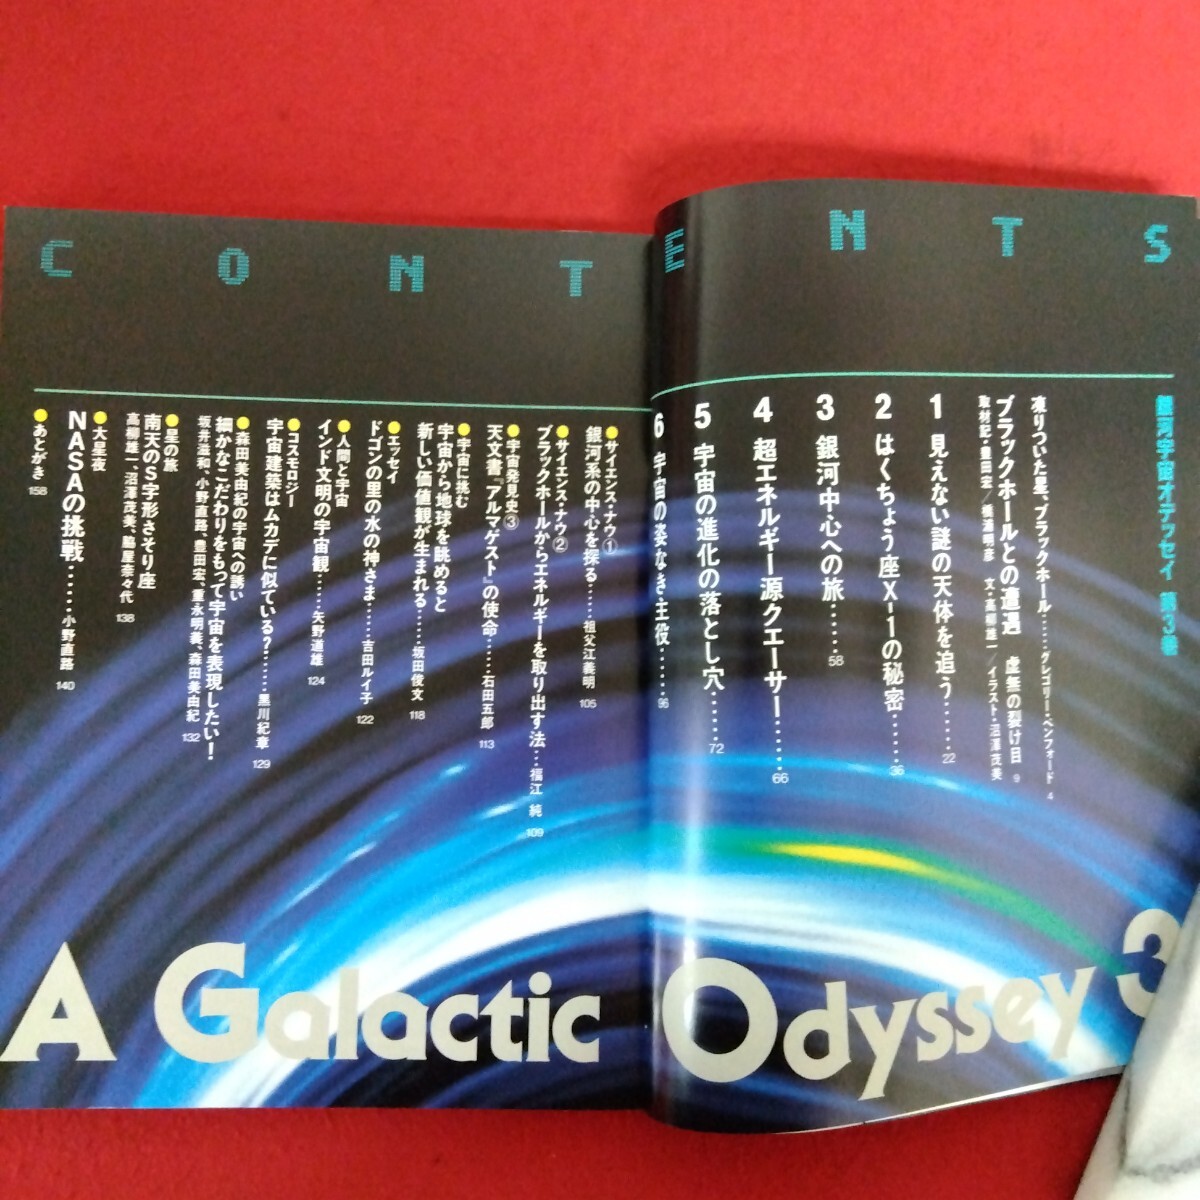 CONTENTS
銀河宇宙オデッセイ 第3巻
凍りついた星、ブラックホール……グレゴリー・ベンフォード 4
ブラックホールとの遭遇 虚無の裂け目 9
取材記・豊田宏/橋浦明彦 文・高柳雄一/イラスト・沼澤茂美
1 見えない謎の天体を追う……22
2 はくちょう座X-1の秘密……36
3 銀河中心への旅……58
4 超エネルギー源クエーサー……66
5 宇宙の進化の落とし穴……72
6 宇宙の姿なき主役……96
●サイエンス・ナウ①
銀河系の中心を探る……祖父江義明 105
●サイエンス・ナウ②
ブラックホールからエネルギーを取り出す法…福江 純 109
●宇宙発見史③
天文書『アルマゲスト』の使命……石田五郎 113
●宇宙に挑む
宇宙から地球を眺めると
新しい価値観が生まれる……坂田俊文 118
●エッセイ
ドゴンの里の水の神さま……吉田ルイ子 122
●人間と宇宙
インド文明の宇宙観……矢野道雄 124
●コスモロジー
宇宙建築はムカデに似ている?……黒川紀章 129
●森田美由紀の宇宙への誘い
細かなこだわりをもって宇宙を表現したい!
坂井滋和、小野直路、豊田宏、重永明義、森田美由紀 132
●星の旅
南天のS字形さそり座
高柳雄一、沼澤茂美、脇屋奈々代 138
●大星夜
NASAの挑戦……小野直路 140
●あとがき 158
A Galactic Odyssey 3